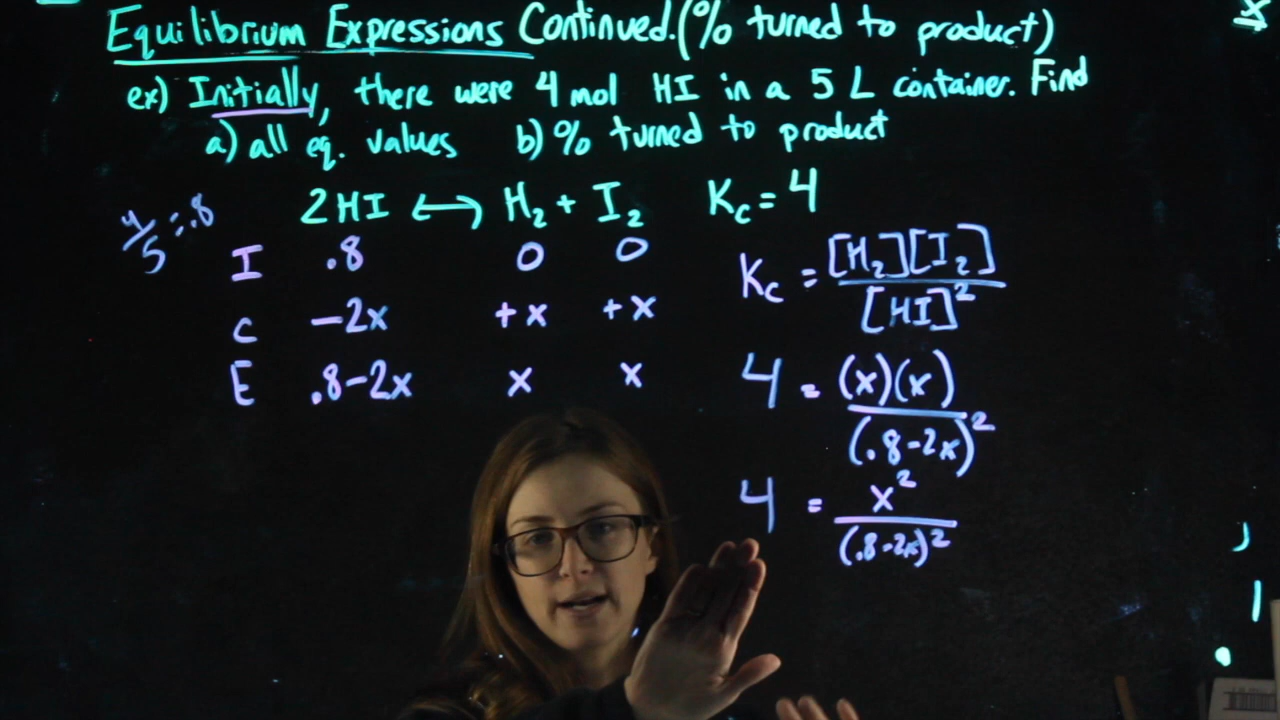 Equilibrium Expressions Continued. (% turned to product)
ex) Initially, there were 4 mol HI in a 5 L container. Find
a) all eq. values b) % turned to product
4/5 = .8
2HI ↔ H₂ + I₂ Kc = 4
I .8 0 0
C -2x +x +x
E .8-2x x x
Kc = [H₂][I₂] / [HI]²
4 = (x)(x) / (.8-2x)²
4 = x² / (.8-2x)²